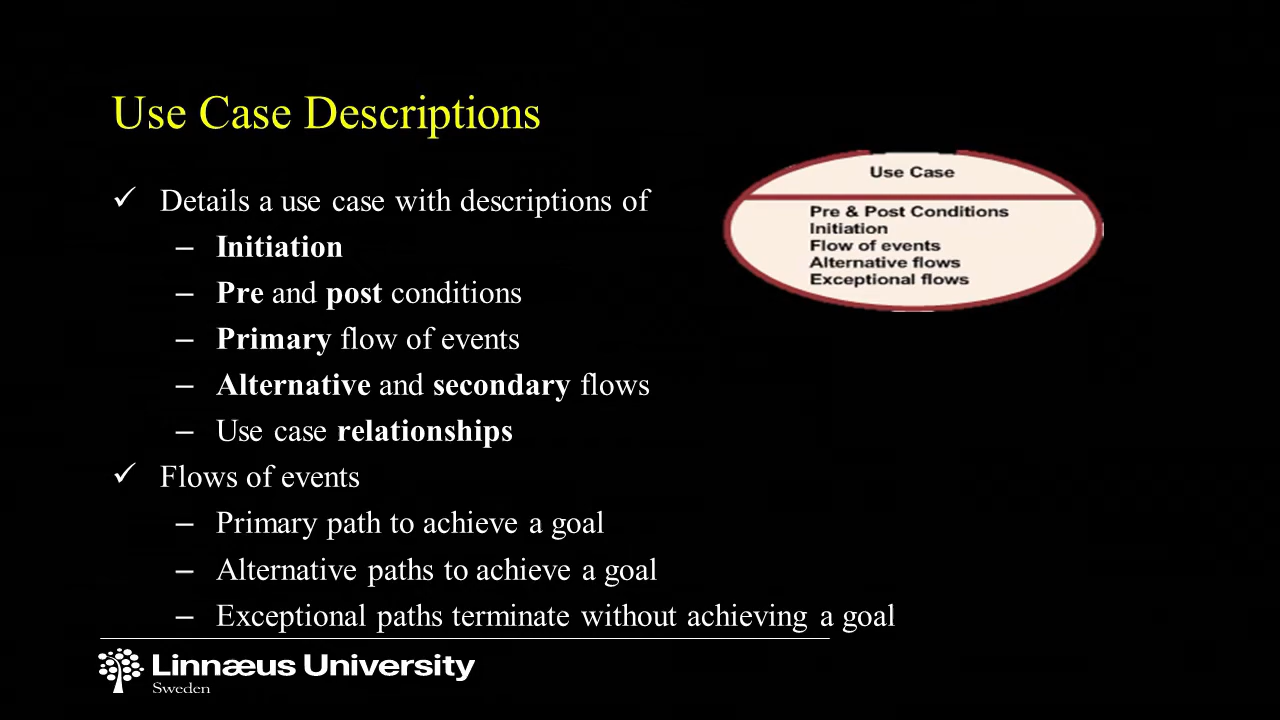 Use Case Descriptions
✓ Details a use case with descriptions of
– Initiation
– Pre and post conditions
– Primary flow of events
– Alternative and secondary flows
– Use case relationships
✓ Flows of events
– Primary path to achieve a goal
– Alternative paths to achieve a goal
– Exceptional paths terminate without achieving a goal
Use Case
Pre & Post Conditions
Initiation
Flow of events
Alternative flows
Exceptional flows
Linnæus University
Sweden